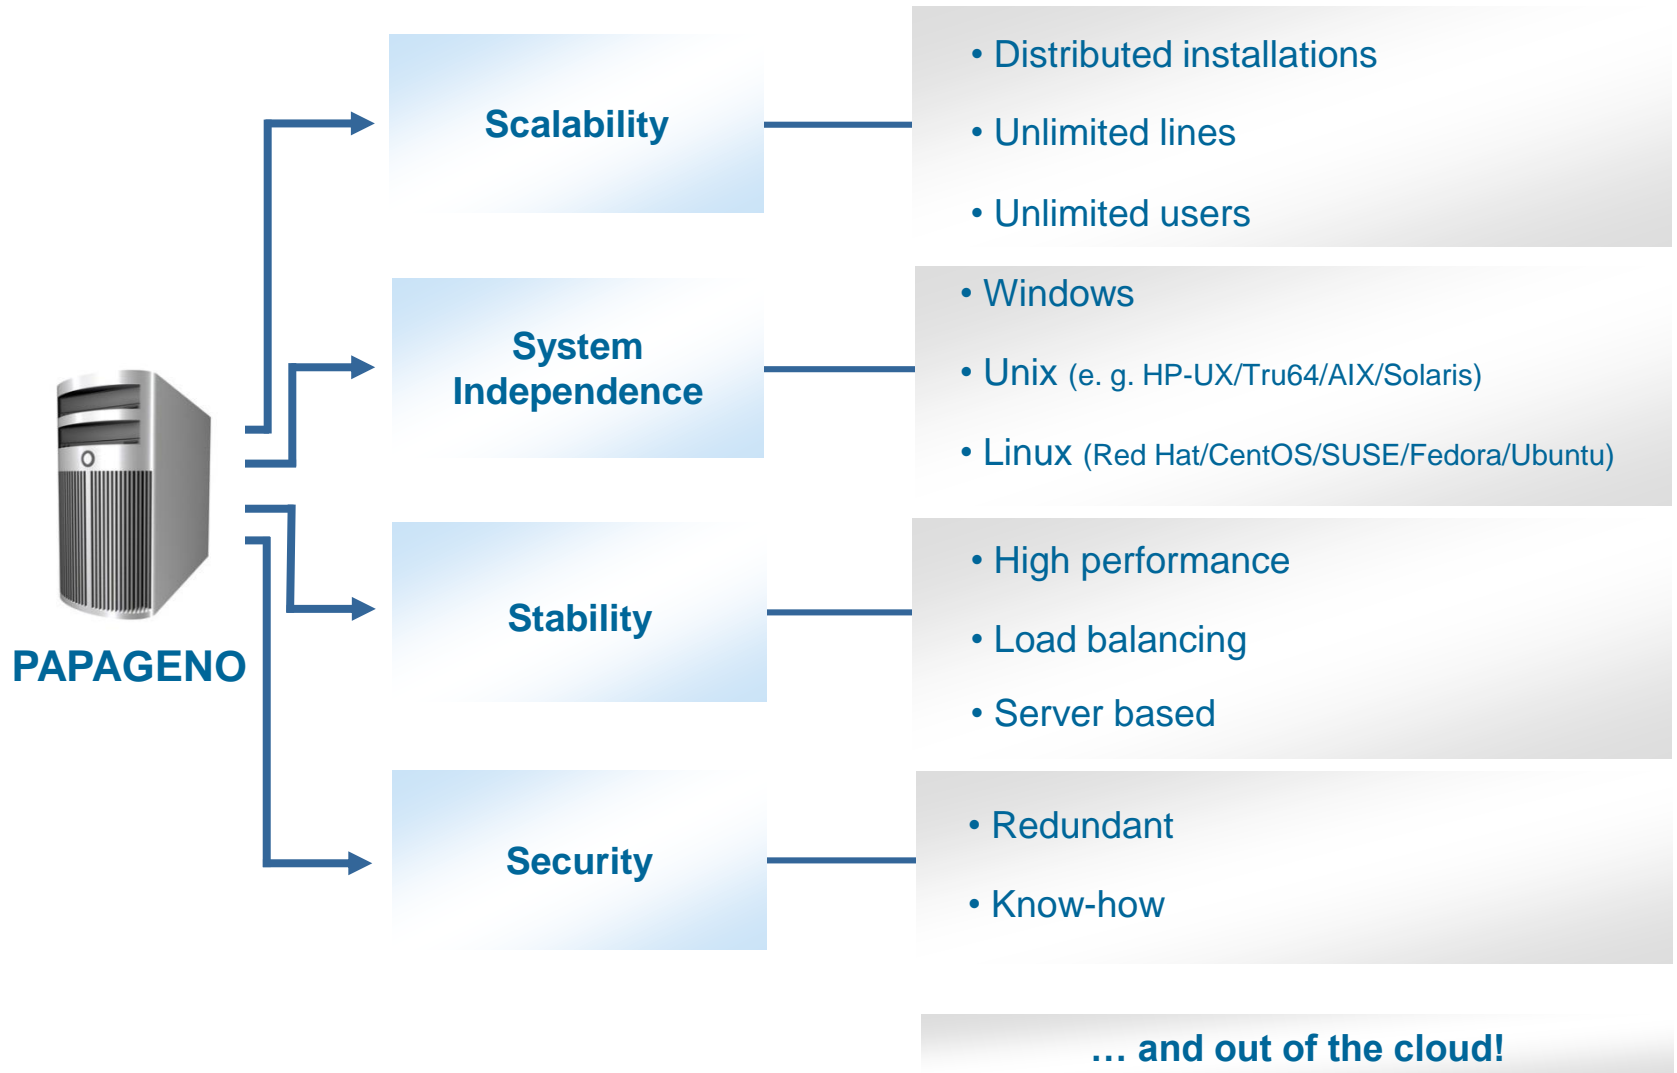 PAPAGENO
Scalability
• Distributed installations
• Unlimited lines
• Unlimited users
System
Independence
• Windows
• Unix (e. g. HP-UX/Tru64/AIX/Solaris)
• Linux (Red Hat/CentOS/SUSE/Fedora/Ubuntu)
Stability
• High performance
• Load balancing
• Server based
Security
• Redundant
• Know-how
… and out of the cloud!